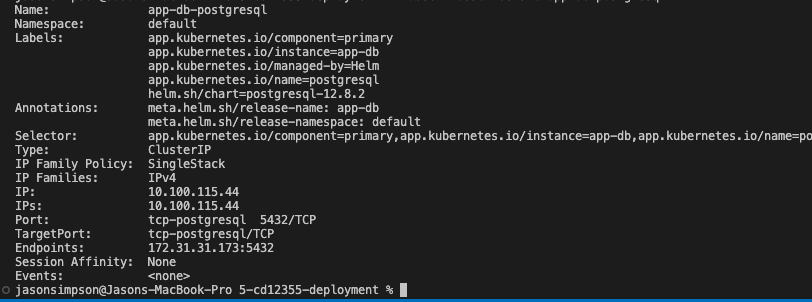 Name: app-db-postgresql
Namespace: default
Labels: app.kubernetes.io/component=primary
app.kubernetes.io/instance=app-db
app.kubernetes.io/managed-by=Helm
app.kubernetes.io/name=postgresql
helm.sh/chart=postgresql-12.8.2
Annotations: meta.helm.sh/release-name: app-db
meta.helm.sh/release-namespace: default
Selector: app.kubernetes.io/component=primary,app.kubernetes.io/instance=app-db,app.kubernetes.io/name=po
Type: ClusterIP
IP Family Policy: SingleStack
IP Families: IPv4
IP: 10.100.115.44
IPs: 10.100.115.44
Port: tcp-postgresql 5432/TCP
TargetPort: tcp-postgresql/TCP
Endpoints: 172.31.31.173:5432
Session Affinity: None
Events: <none>
jasonsimpson@Jasons-MacBook-Pro 5-cd12355-deployment %